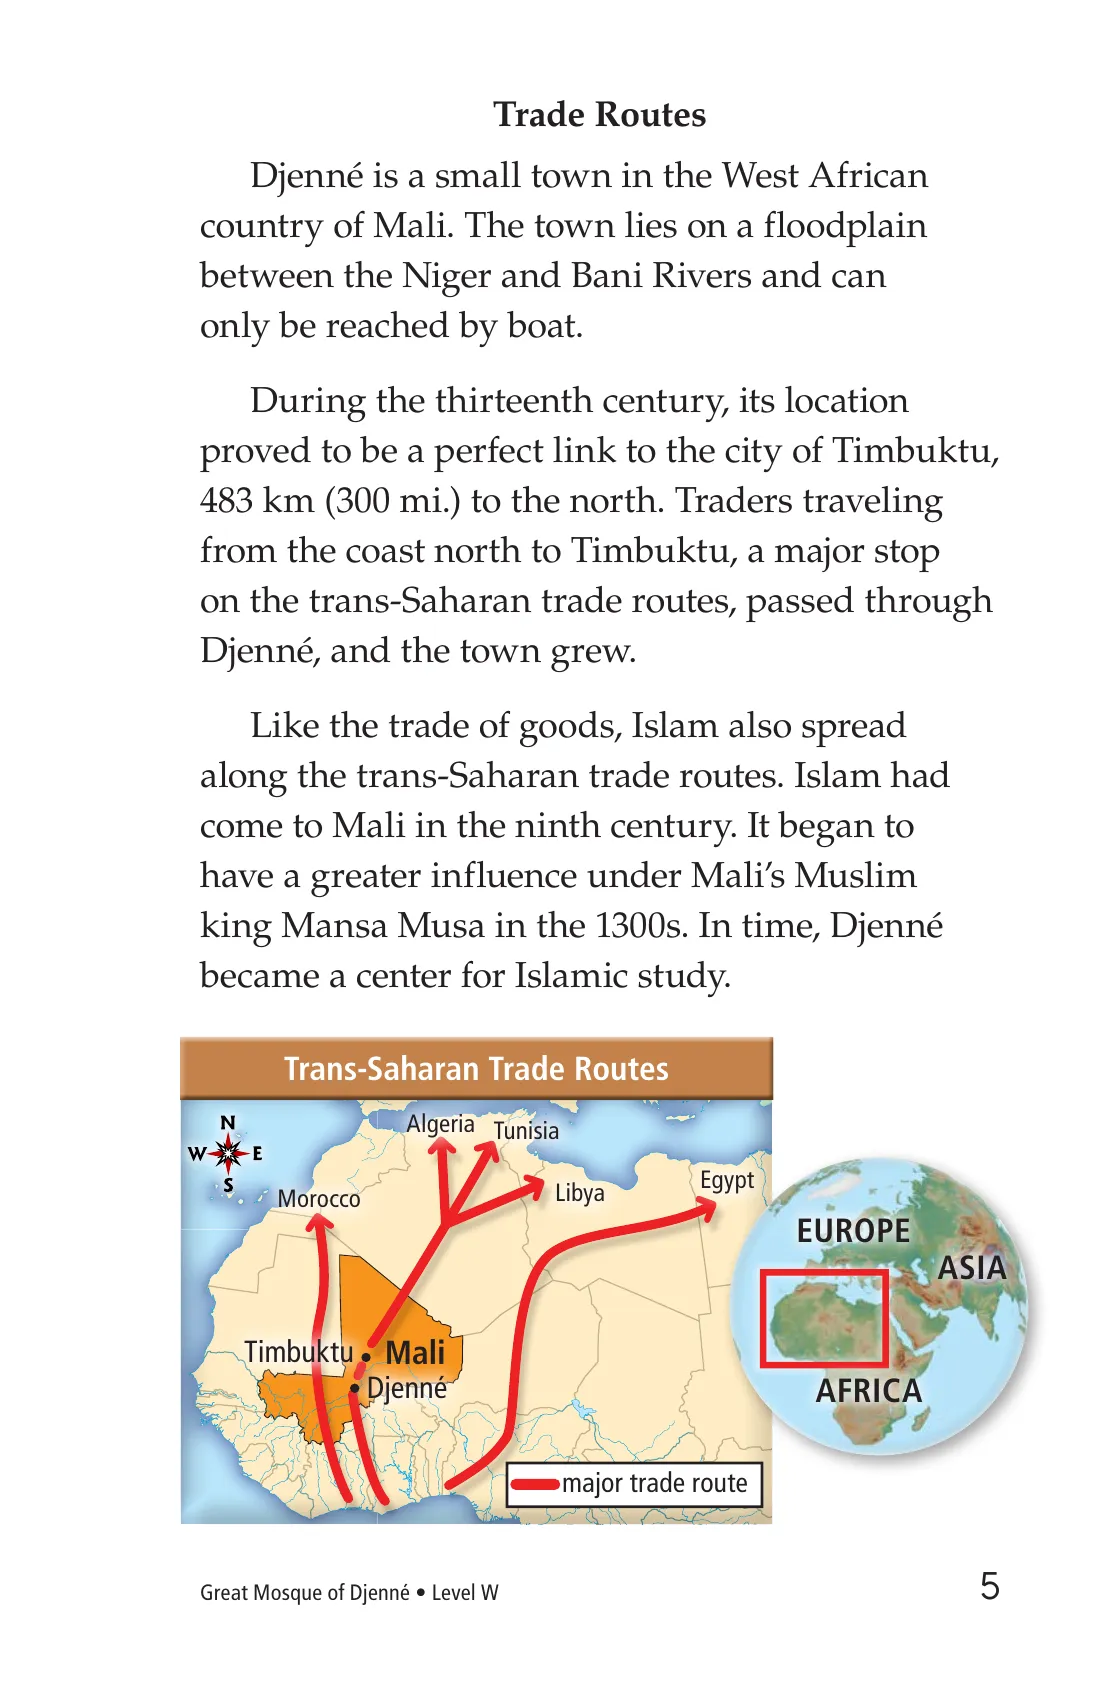 Trade Routes
Djenné is a small town in the West African
country of Mali. The town lies on a floodplain
between the Niger and Bani Rivers and can
only be reached by boat.
During the thirteenth century, its location
proved to be a perfect link to the city of Timbuktu,
483 km (300 mi.) to the north. Traders traveling
from the coast north to Timbuktu, a major stop
on the trans-Saharan trade routes, passed through
Djenné, and the town grew.
Like the trade of goods, Islam also spread
along the trans-Saharan trade routes. Islam had
come to Mali in the ninth century. It began to
have a greater influence under Mali’s Muslim
king Mansa Musa in the 1300s. In time, Djenné
became a center for Islamic study.
Trans-Saharan Trade Routes
N
W E
S
Algeria
Tunisia
Morocco
Libya
Egypt
Timbuktu
Mali
Djenné
major trade route
EUROPE
ASIA
AFRICA
Great Mosque of Djenné • Level W
5